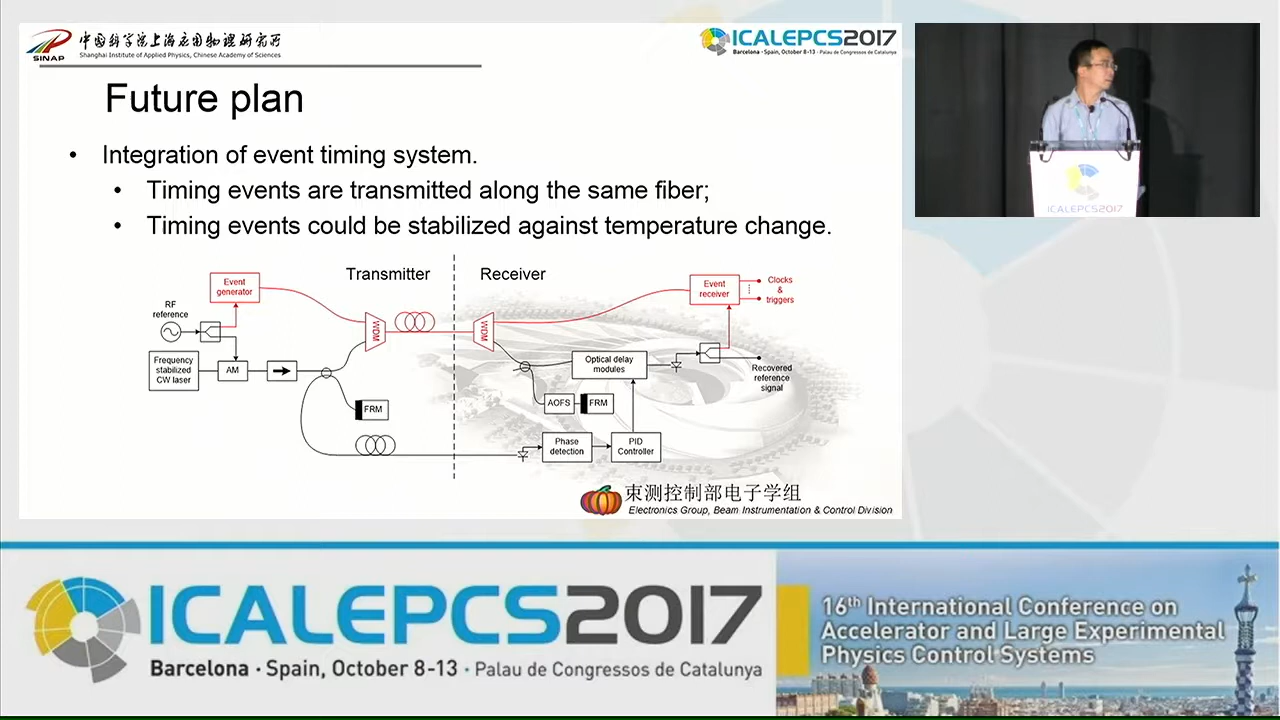 中国科学院上海应用物理研究所
Shanghai Institute of Applied Physics, Chinese Academy of Sciences
SINAP
ICALEPCS2017
Barcelona · Spain, October 8-13 · Palau de Congressos de Catalunya
Future plan
• Integration of event timing system.
• Timing events are transmitted along the same fiber;
• Timing events could be stabilized against temperature change.
Transmitter
Receiver
Event
generator
RF
reference
Frequency
stabilized
CW laser
AM
WDM
WDM
FRM
Event
receiver
Clocks
&
triggers
Optical delay
modules
Recovered
reference
signal
AOFS
FRM
Phase
detection
PID
Controller
束测控制部电子学组
Electronics Group, Beam Instrumentation & Control Division
ICALEPCS2017
ICALEPCS2017
Barcelona · Spain, October 8-13 · Palau de Congressos de Catalunya
16th International Conference on
Accelerator and Large Experimental
Physics Control Systems